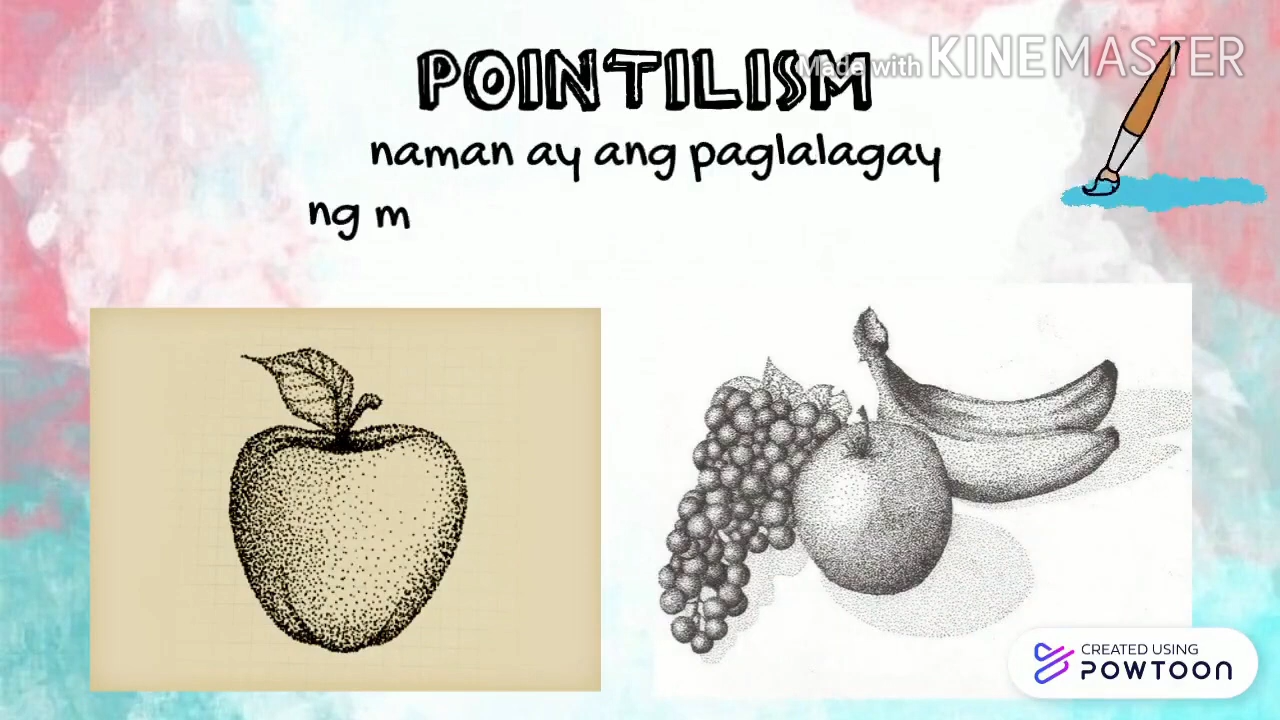 POINTILISM
Made with KINEMASTER
naman ay ang paglalagay
ng m
CREATED USING
POWTOON